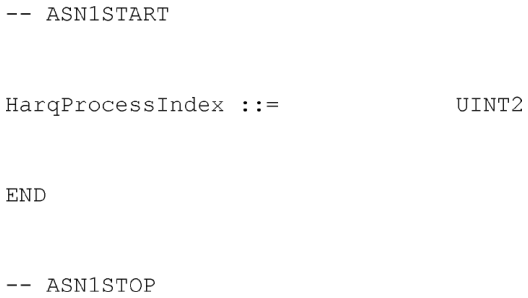 -- ASN1START
HarqProcessIndex ::= UINT2
END
-- ASN1STOP